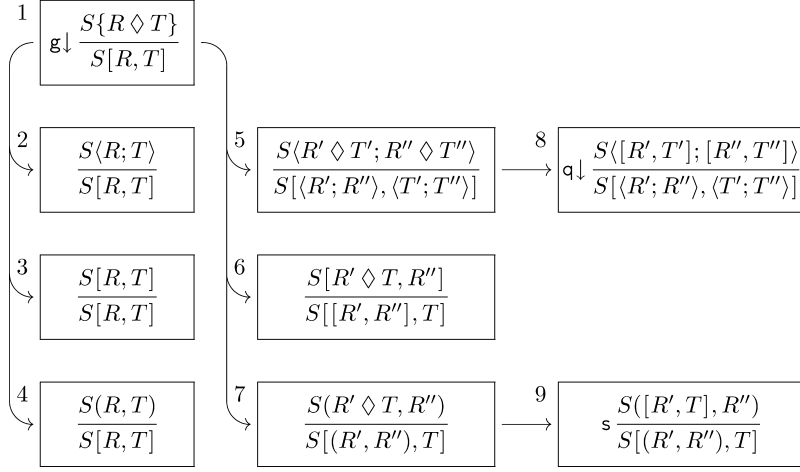 1
g↓ S{R ◊ T}
S[R, T]
2 S⟨R; T⟩
S[R, T]
5 S⟨R′ ◊ T′; R″ ◊ T″⟩
S[⟨R′; R″⟩, ⟨T′; T″⟩]
8 q↓ S⟨[R′, T′]; [R″, T″]⟩
S[⟨R′; R″⟩, ⟨T′; T″⟩]
3 S[R, T]
S[R, T]
6 S[R′ ◊ T, R″]
S[[R′, R″], T]
4 S(R, T)
S[R, T]
7 S(R′ ◊ T, R″)
S[(R′, R″), T]
9 s S([R′, T], R″)
S[(R′, R″), T]